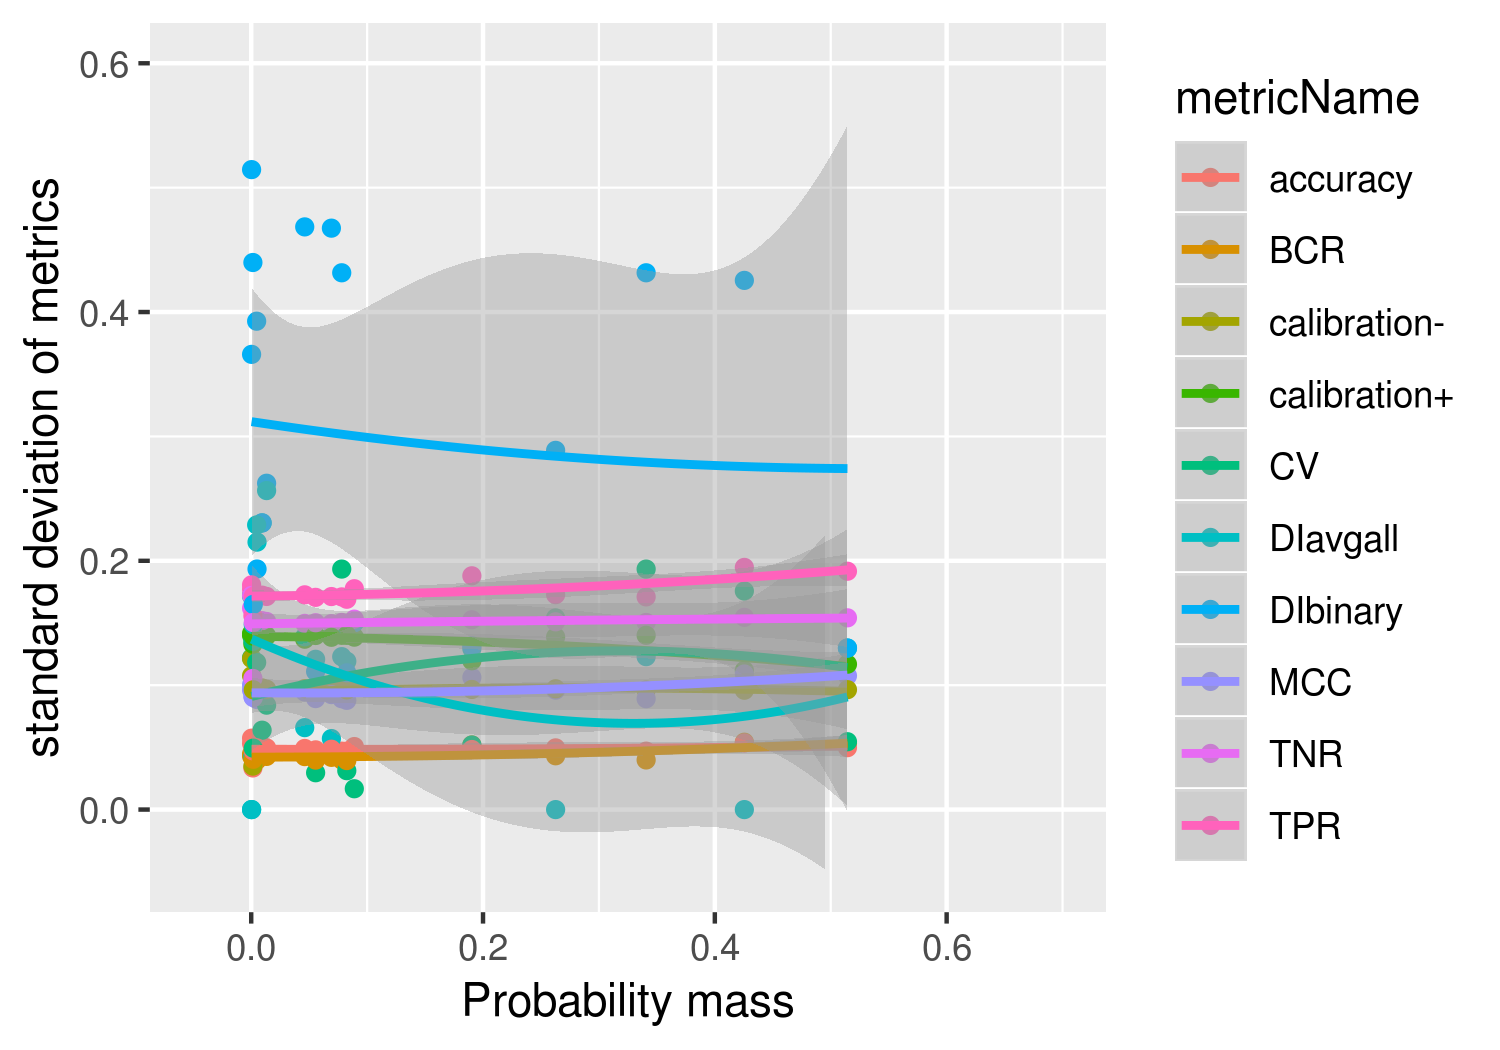 standard deviation of metrics
0.6
0.4
0.2
0.0
0.0 0.2 0.4 0.6
Probability mass
metricName
accuracy
BCR
calibration-
calibration+
CV
DIavgall
DIbinary
MCC
TNR
TPR